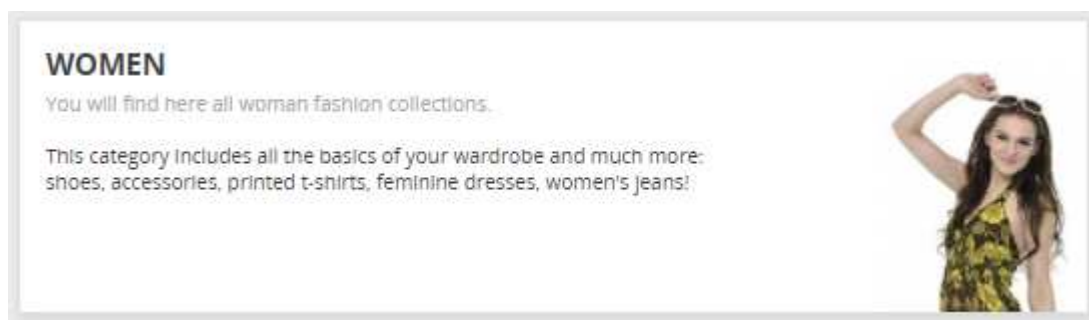 WOMEN
You will find here all woman fashion collections.
This category includes all the basics of your wardrobe and much more:
shoes, accessories, printed t-shirts, feminine dresses, women's jeans!